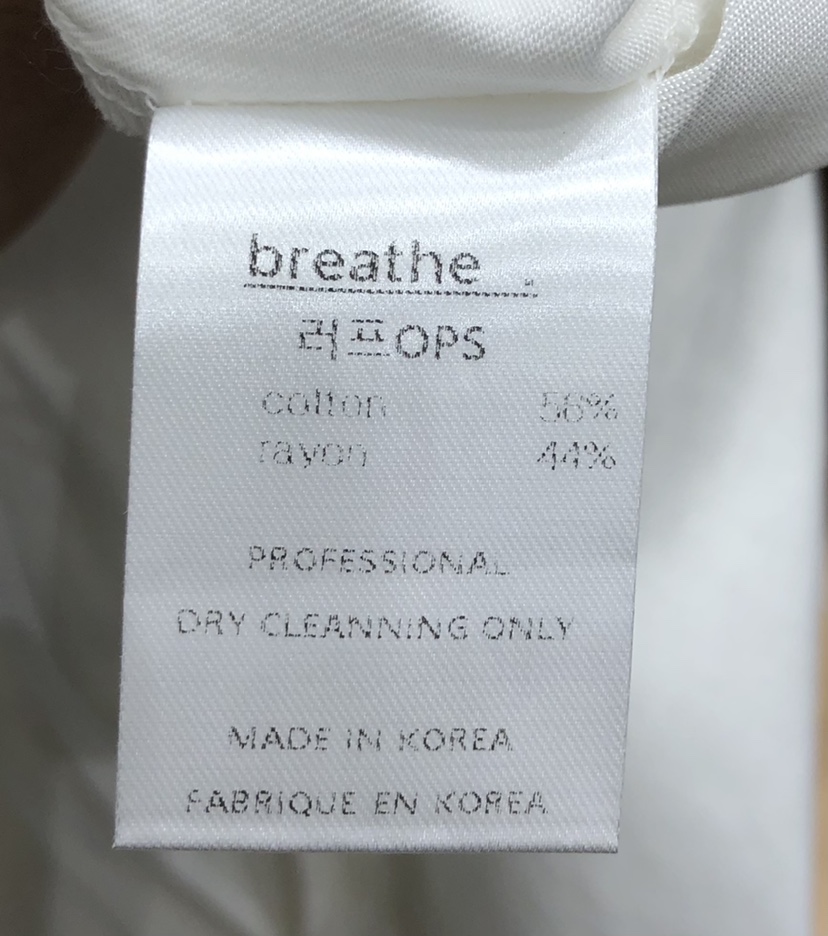 breathe .
러프OPS
cotton 56%
rayon 44%
PROFESSIONAL
DRY CLEANNING ONLY
MADE IN KOREA
FABRIQUE EN KOREA